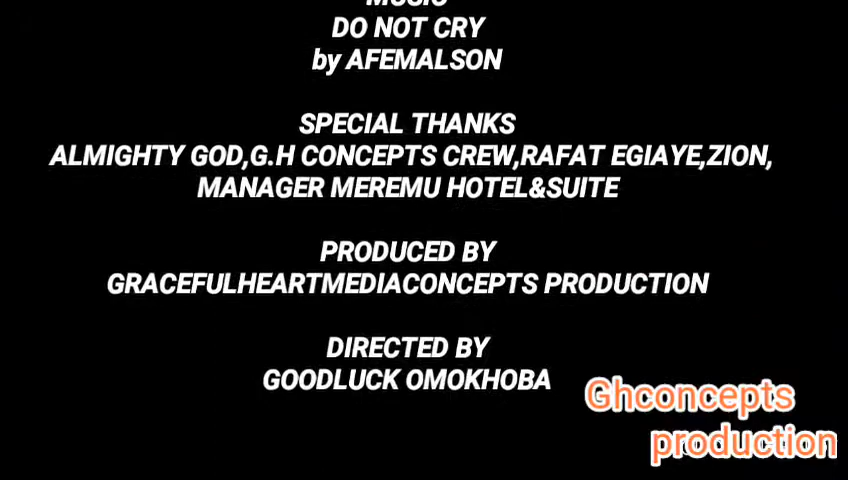 MUSIC
DO NOT CRY
by AFEMALSON
SPECIAL THANKS
ALMIGHTY GOD,G.H CONCEPTS CREW,RAFAT EGIAYE,ZION,
MANAGER MEREMU HOTEL&SUITE
PRODUCED BY
GRACEFULHEARTMEDIACONCEPTS PRODUCTION
DIRECTED BY
GOODLUCK OMOKHOBA
Ghconcepts
production